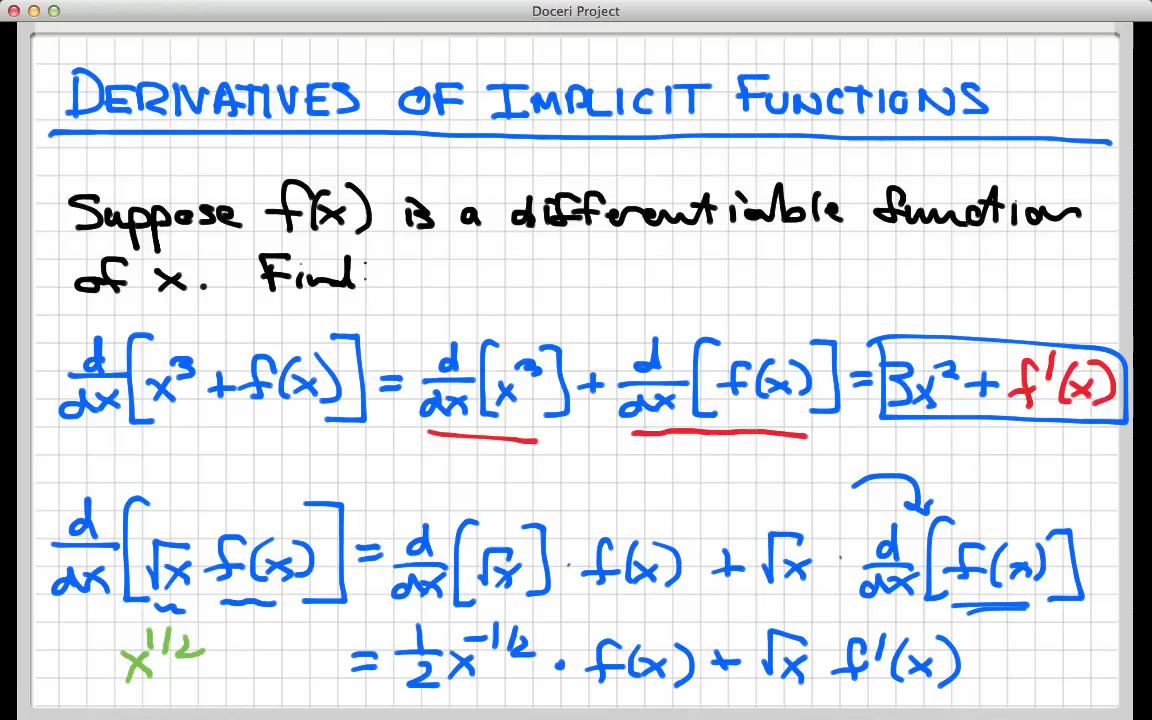 Doceri Project
DERIVATIVES OF IMPLICIT FUNCTIONS
Suppose f(x) is a differentiable function
of x. Find:
d/dx [x³ + f(x)] = d/dx [x³] + d/dx [f(x)] = 3x² + f'(x)
d/dx [√x f(x)] = d/dx [√x] · f(x) + √x · d/dx [f(x)]
x^1/2 = 1/2 x^-1/2 · f(x) + √x f'(x)